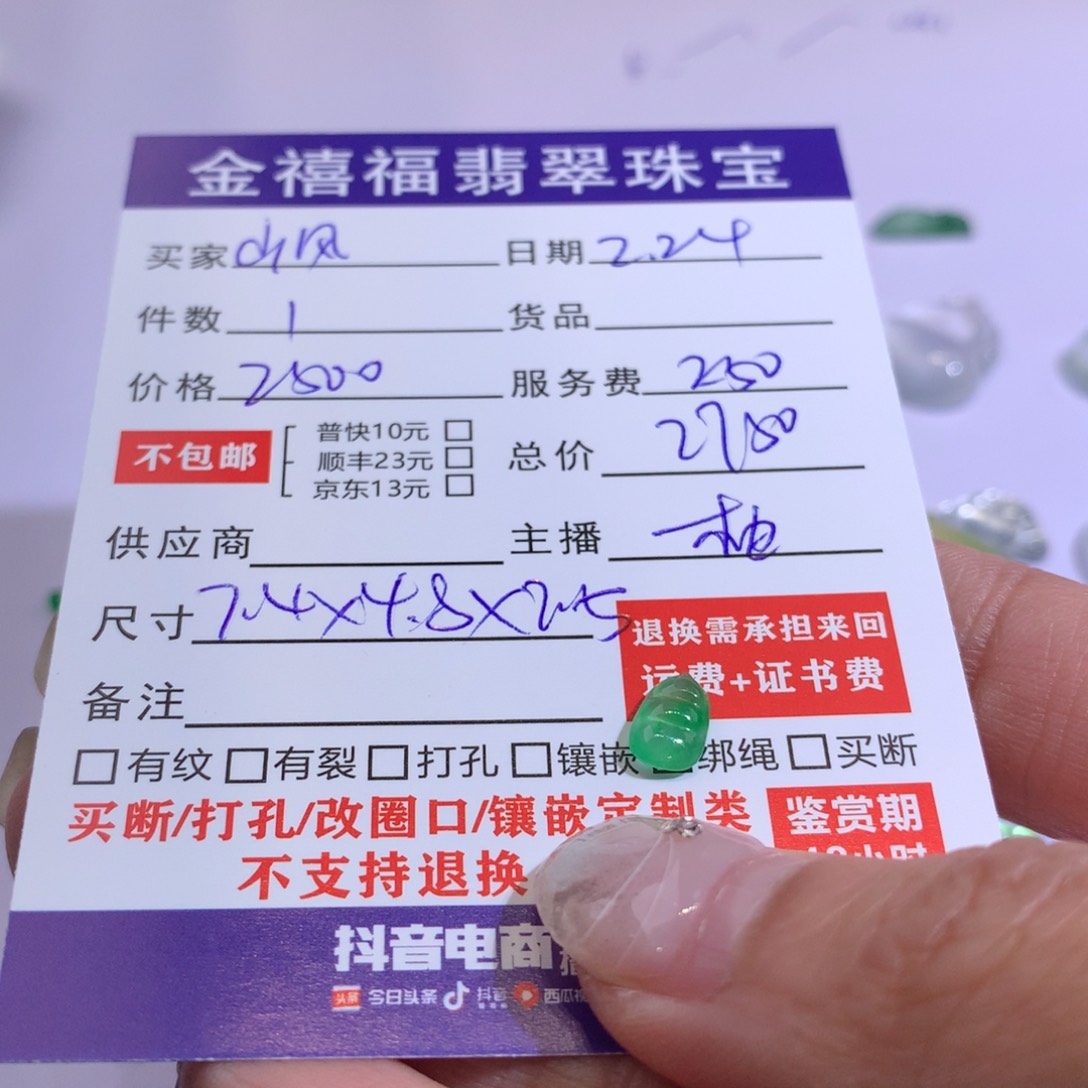 金禧福翡翠珠宝
买家 山风 日期 2.24
件数 1 货品
价格 2500 服务费 250
不包邮 普快10元 □ 总价 2750
顺丰23元 □
京东13元 □
供应商 主播 一柚
尺寸 7.4×4.8×2.5
退换需承担来回
运费+证书费
备注
□有纹 □有裂 □打孔 □镶嵌 □绑绳 □买断
买断/打孔/改圈口/镶嵌定制类
不支持退换
鉴赏期
抖音电商
头条 今日头条 抖音 西瓜